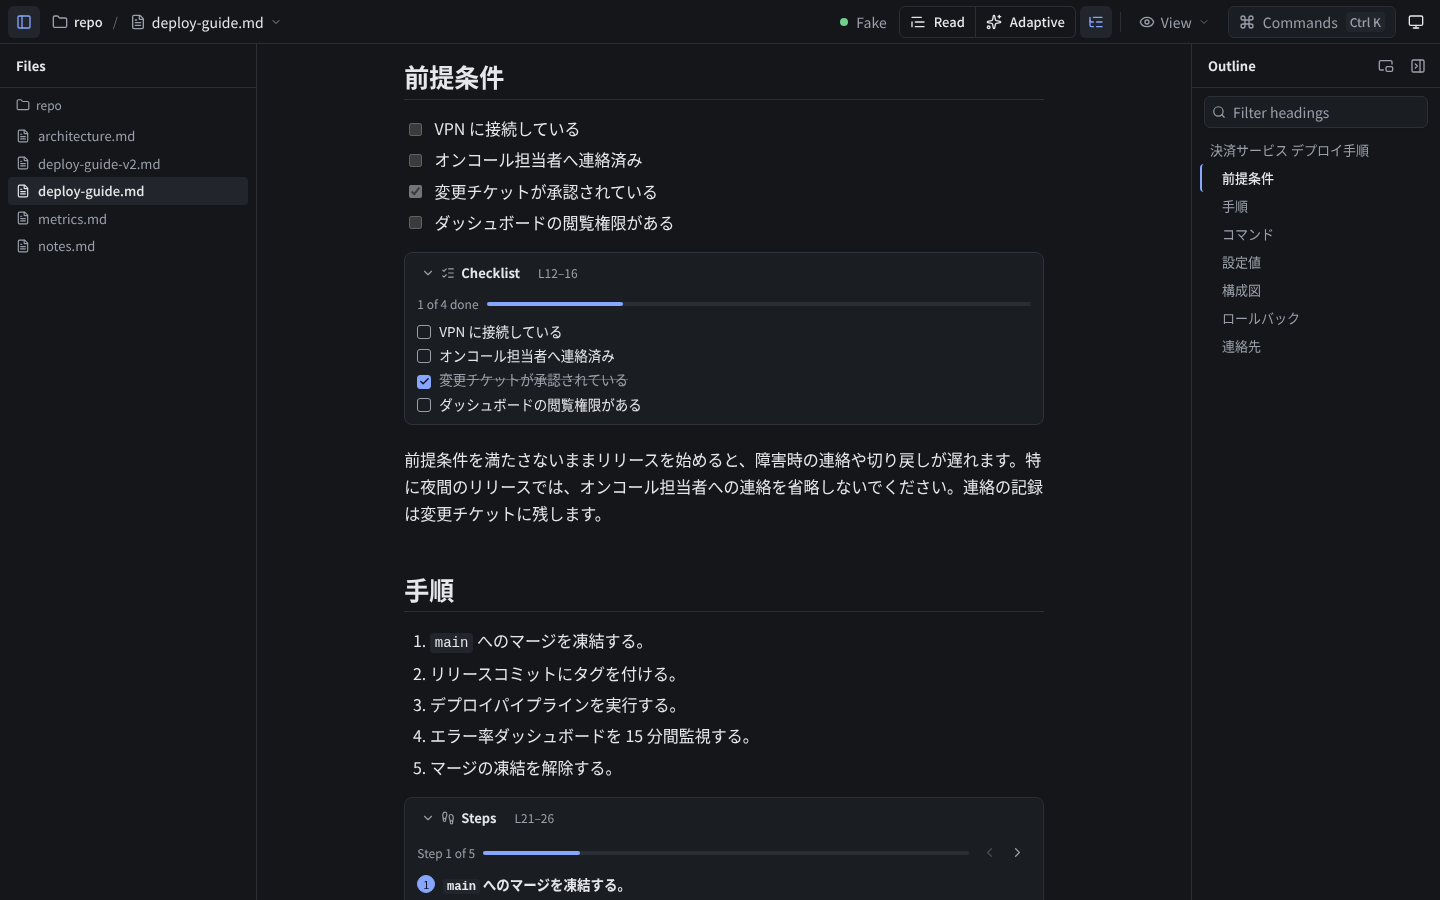 repo / deploy-guide.md
Fake
Read
Adaptive
View
Commands Ctrl K
Files
repo
architecture.md
deploy-guide-v2.md
deploy-guide.md
metrics.md
notes.md
前提条件
VPN に接続している
オンコール担当者へ連絡済み
変更チケットが承認されている
ダッシュボードの閲覧権限がある
Checklist L12–16
1 of 4 done
VPN に接続している
オンコール担当者へ連絡済み
変更チケットが承認されている
ダッシュボードの閲覧権限がある
前提条件を満たさないままリリースを始めると、障害時の連絡や切り戻しが遅れます。特
に夜間のリリースでは、オンコール担当者への連絡を省略しないでください。連絡の記録
は変更チケットに残します。
手順
1. main へのマージを凍結する。
2. リリースコミットにタグを付ける。
3. デプロイパイプラインを実行する。
4. エラー率ダッシュボードを 15 分間監視する。
5. マージの凍結を解除する。
Steps L21–26
Step 1 of 5
1 main へのマージを凍結する。
Outline
Filter headings
決済サービス デプロイ手順
前提条件
手順
コマンド
設定値
構成図
ロールバック
連絡先